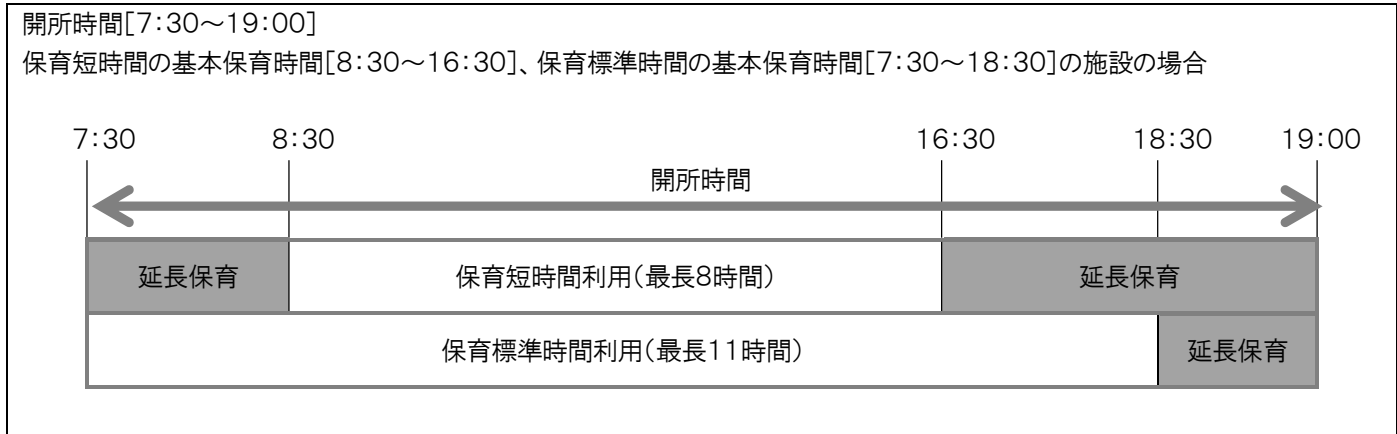 開所時間[7:30～19:00]
保育短時間の基本保育時間[8:30～16:30]、保育標準時間の基本保育時間[7:30～18:30]の施設の場合
7:30 8:30 16:30 18:30 19:00
開所時間
延長保育 保育短時間利用(最長8時間) 延長保育
保育標準時間利用(最長11時間) 延長保育